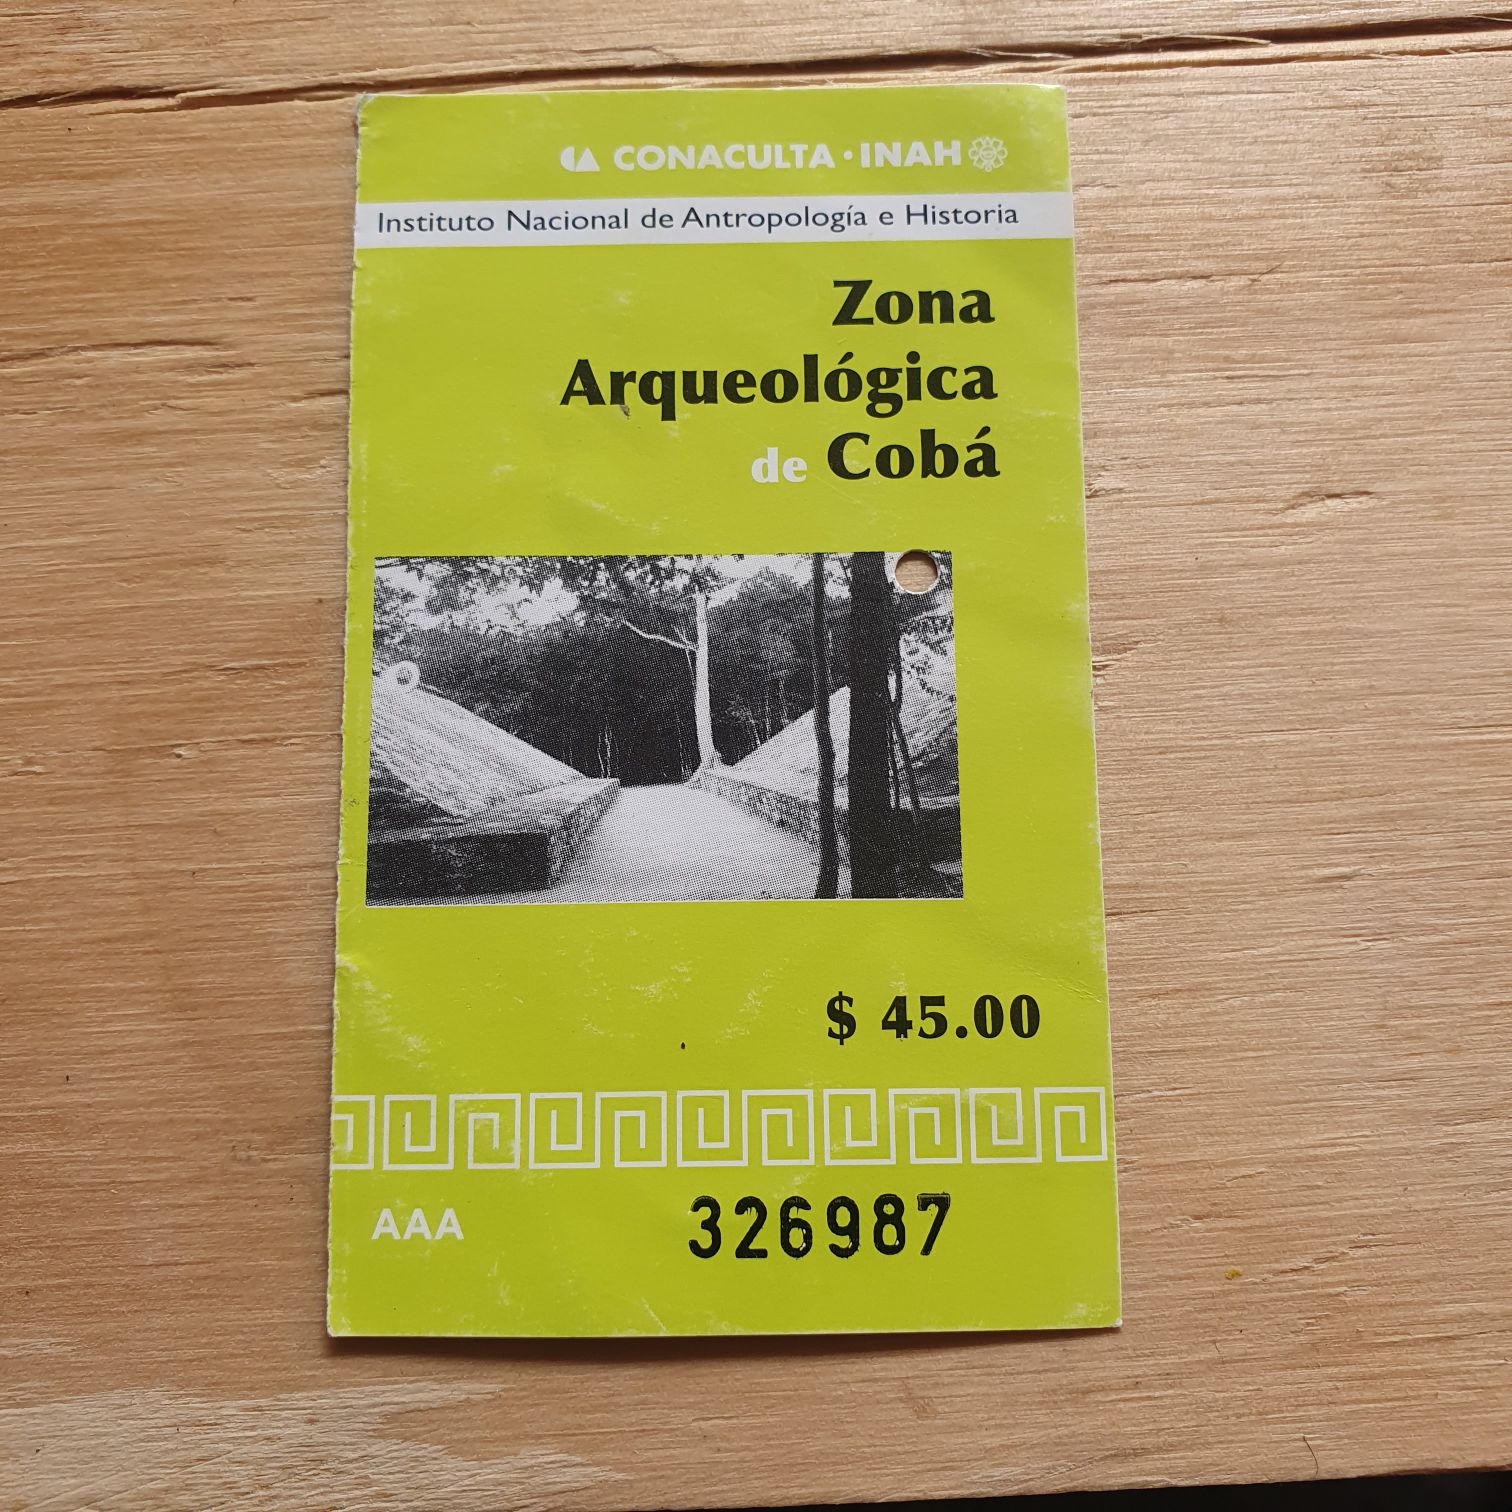 CONACULTA • INAH
Instituto Nacional de Antropología e Historia
Zona
Arqueológica
de Cobá
$ 45.00
AAA
326987